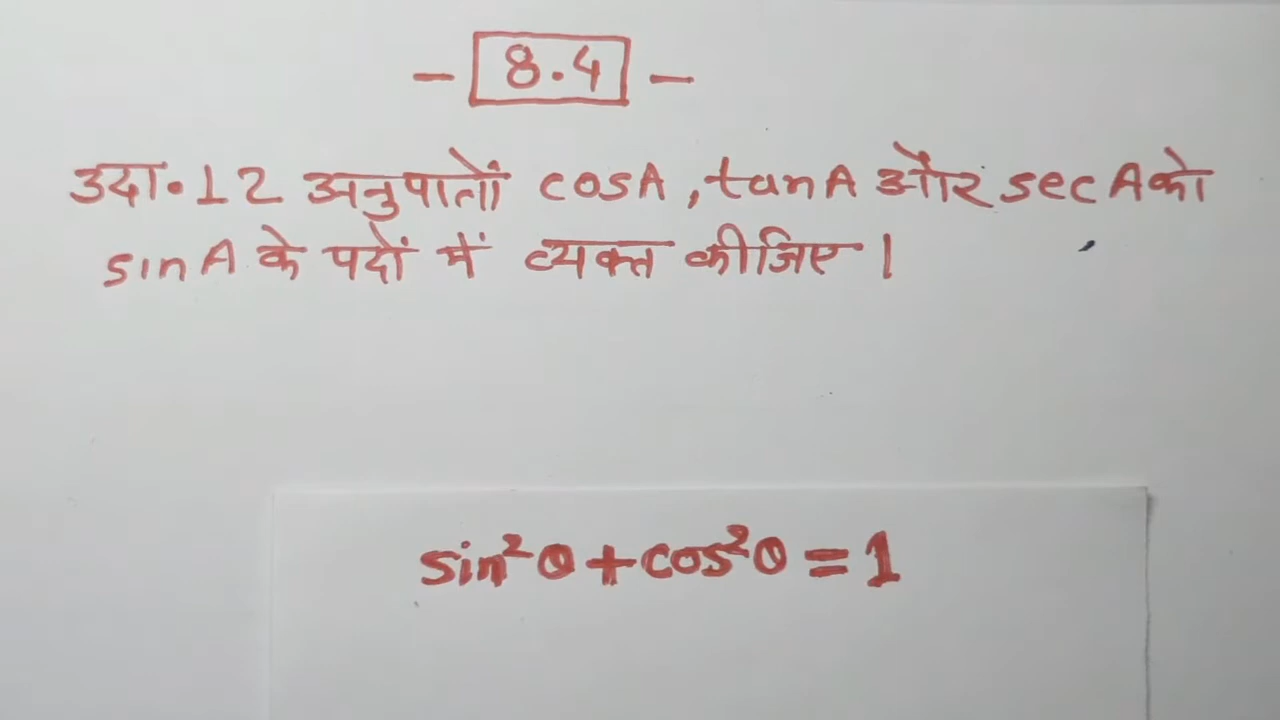 - 8.4 -
उदा. 12 अनुपातों cosA, tanA और secA को
sinA के पदों में व्यक्त कीजिए ।
sin²θ + cos²θ = 1